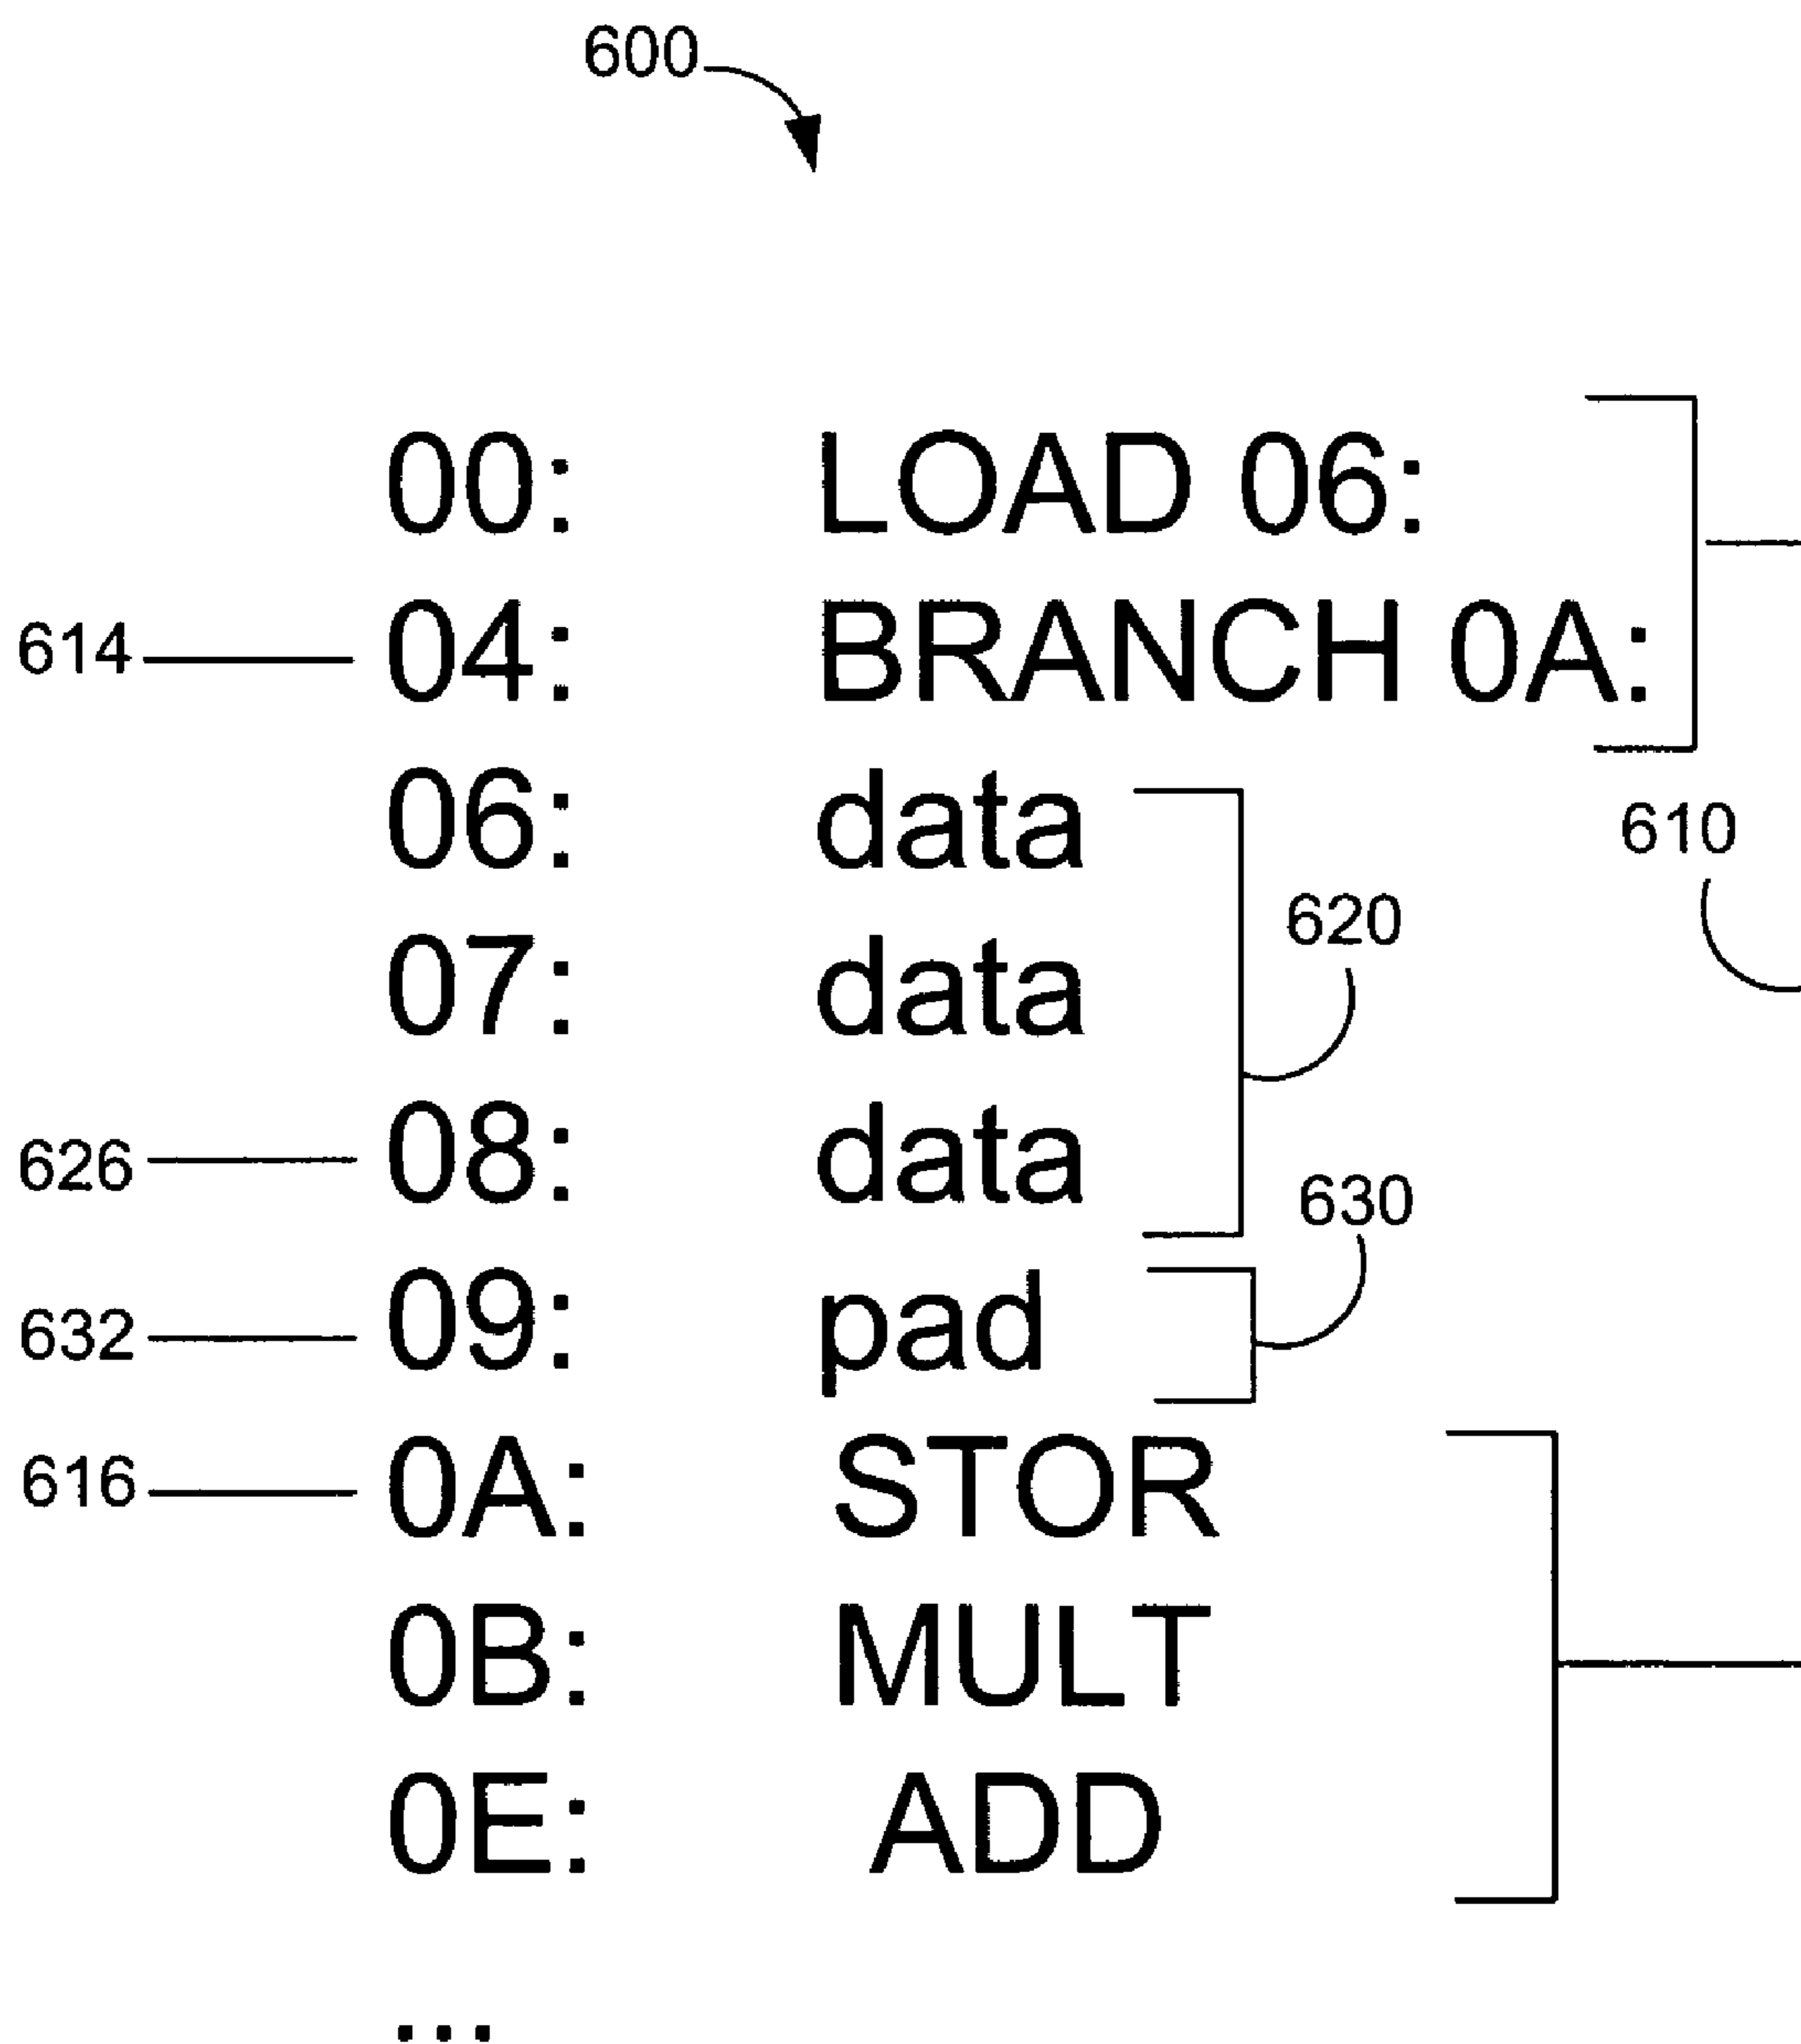 600
00: LOAD 06:
614 04: BRANCH 0A:
06: data
610
07: data
620
626 08: data
630
632 09: pad
616 0A: STOR
0B: MULT
0E: ADD
...